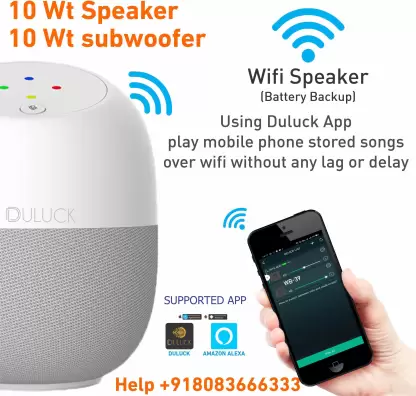 10 Wt Speaker
10 Wt subwoofer
Wifi Speaker
(Battery Backup)
Using Duluck App
play mobile phone stored songs
over wifi without any lag or delay
DULUCK
SUPPORTED APP
DULUCK
DULUCK AMAZON ALEXA
Help +918083666333